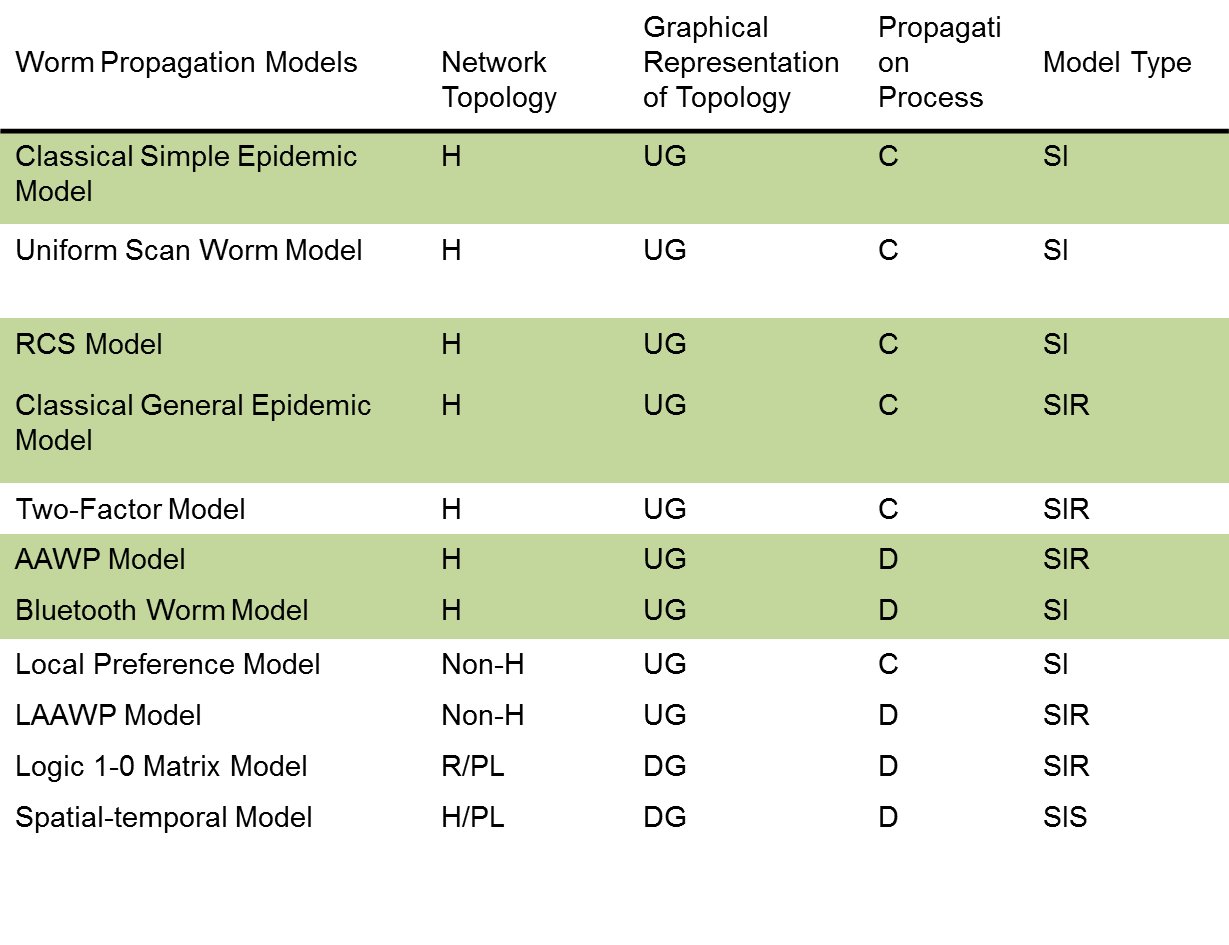 Worm Propagation Models
Network
Topology
Graphical
Representation
of Topology
Propagati
on
Process
Model Type
Classical Simple Epidemic
Model
H
UG
C
SI
Uniform Scan Worm Model
H
UG
C
SI
RCS Model
H
UG
C
SI
Classical General Epidemic
Model
H
UG
C
SIR
Two-Factor Model
H
UG
C
SIR
AAWP Model
H
UG
D
SIR
Bluetooth Worm Model
H
UG
D
SI
Local Preference Model
Non-H
UG
C
SI
LAAWP Model
Non-H
UG
D
SIR
Logic 1-0 Matrix Model
R/PL
DG
D
SIR
Spatial-temporal Model
H/PL
DG
D
SIS